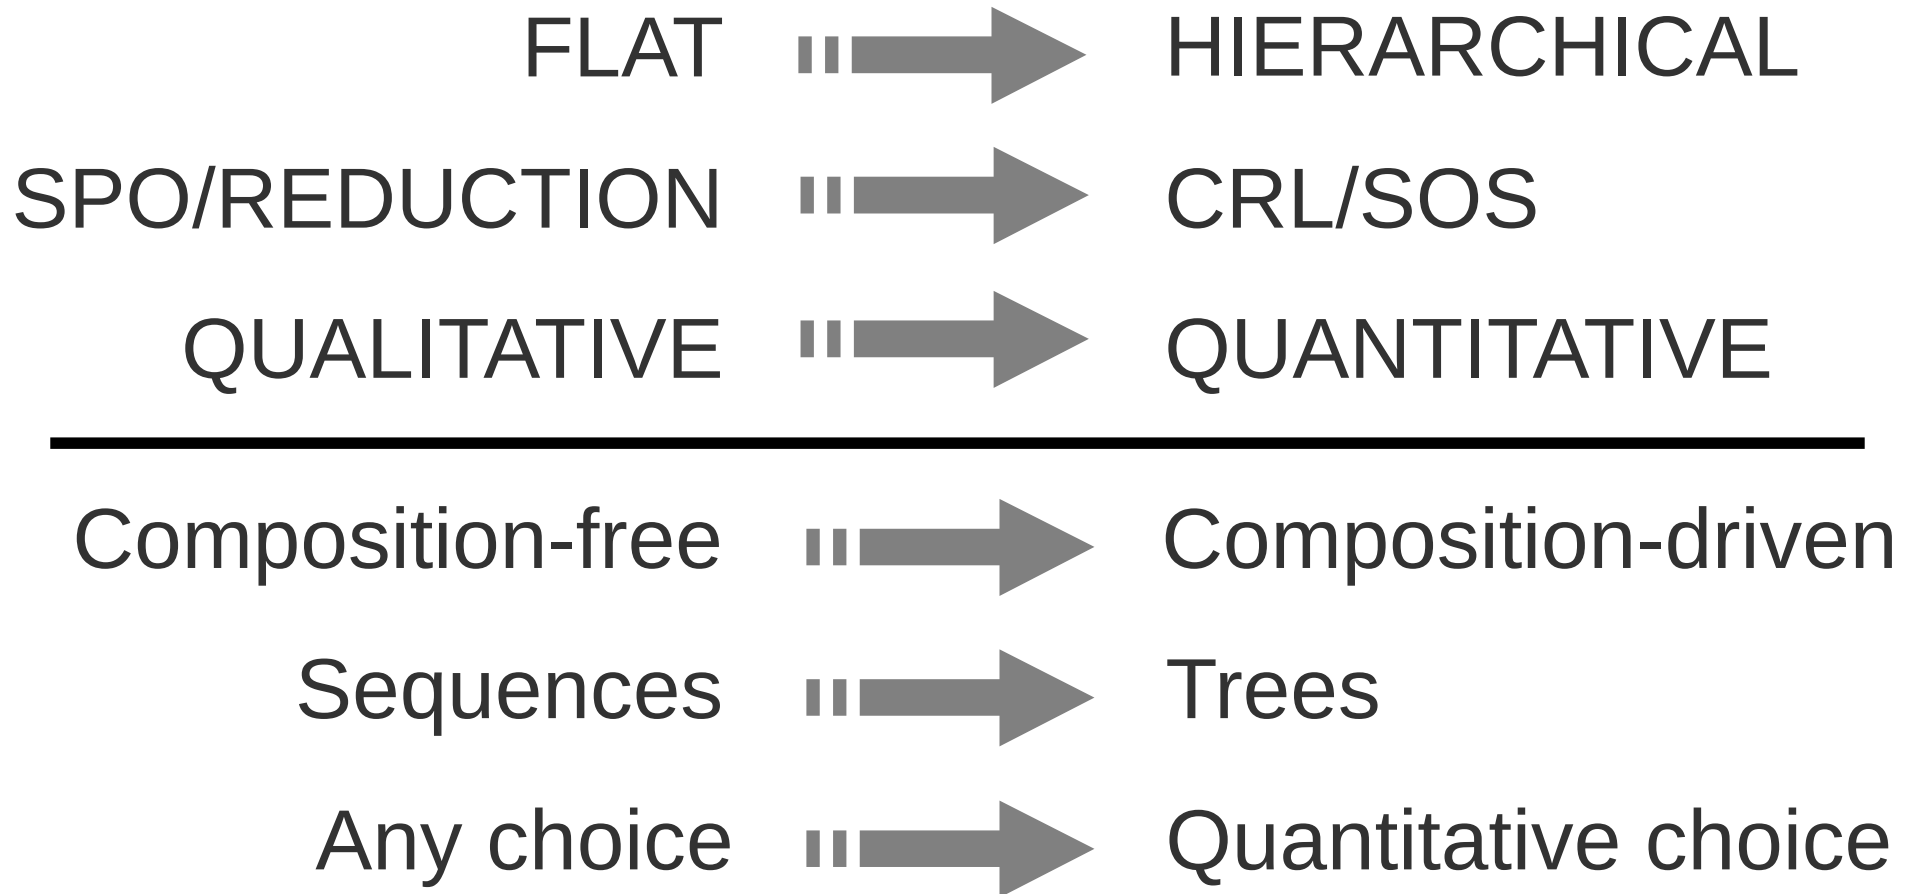 FLAT HIERARCHICAL
SPO/REDUCTION CRL/SOS
QUALITATIVE QUANTITATIVE
Composition-free Composition-driven
Sequences Trees
Any choice Quantitative choice